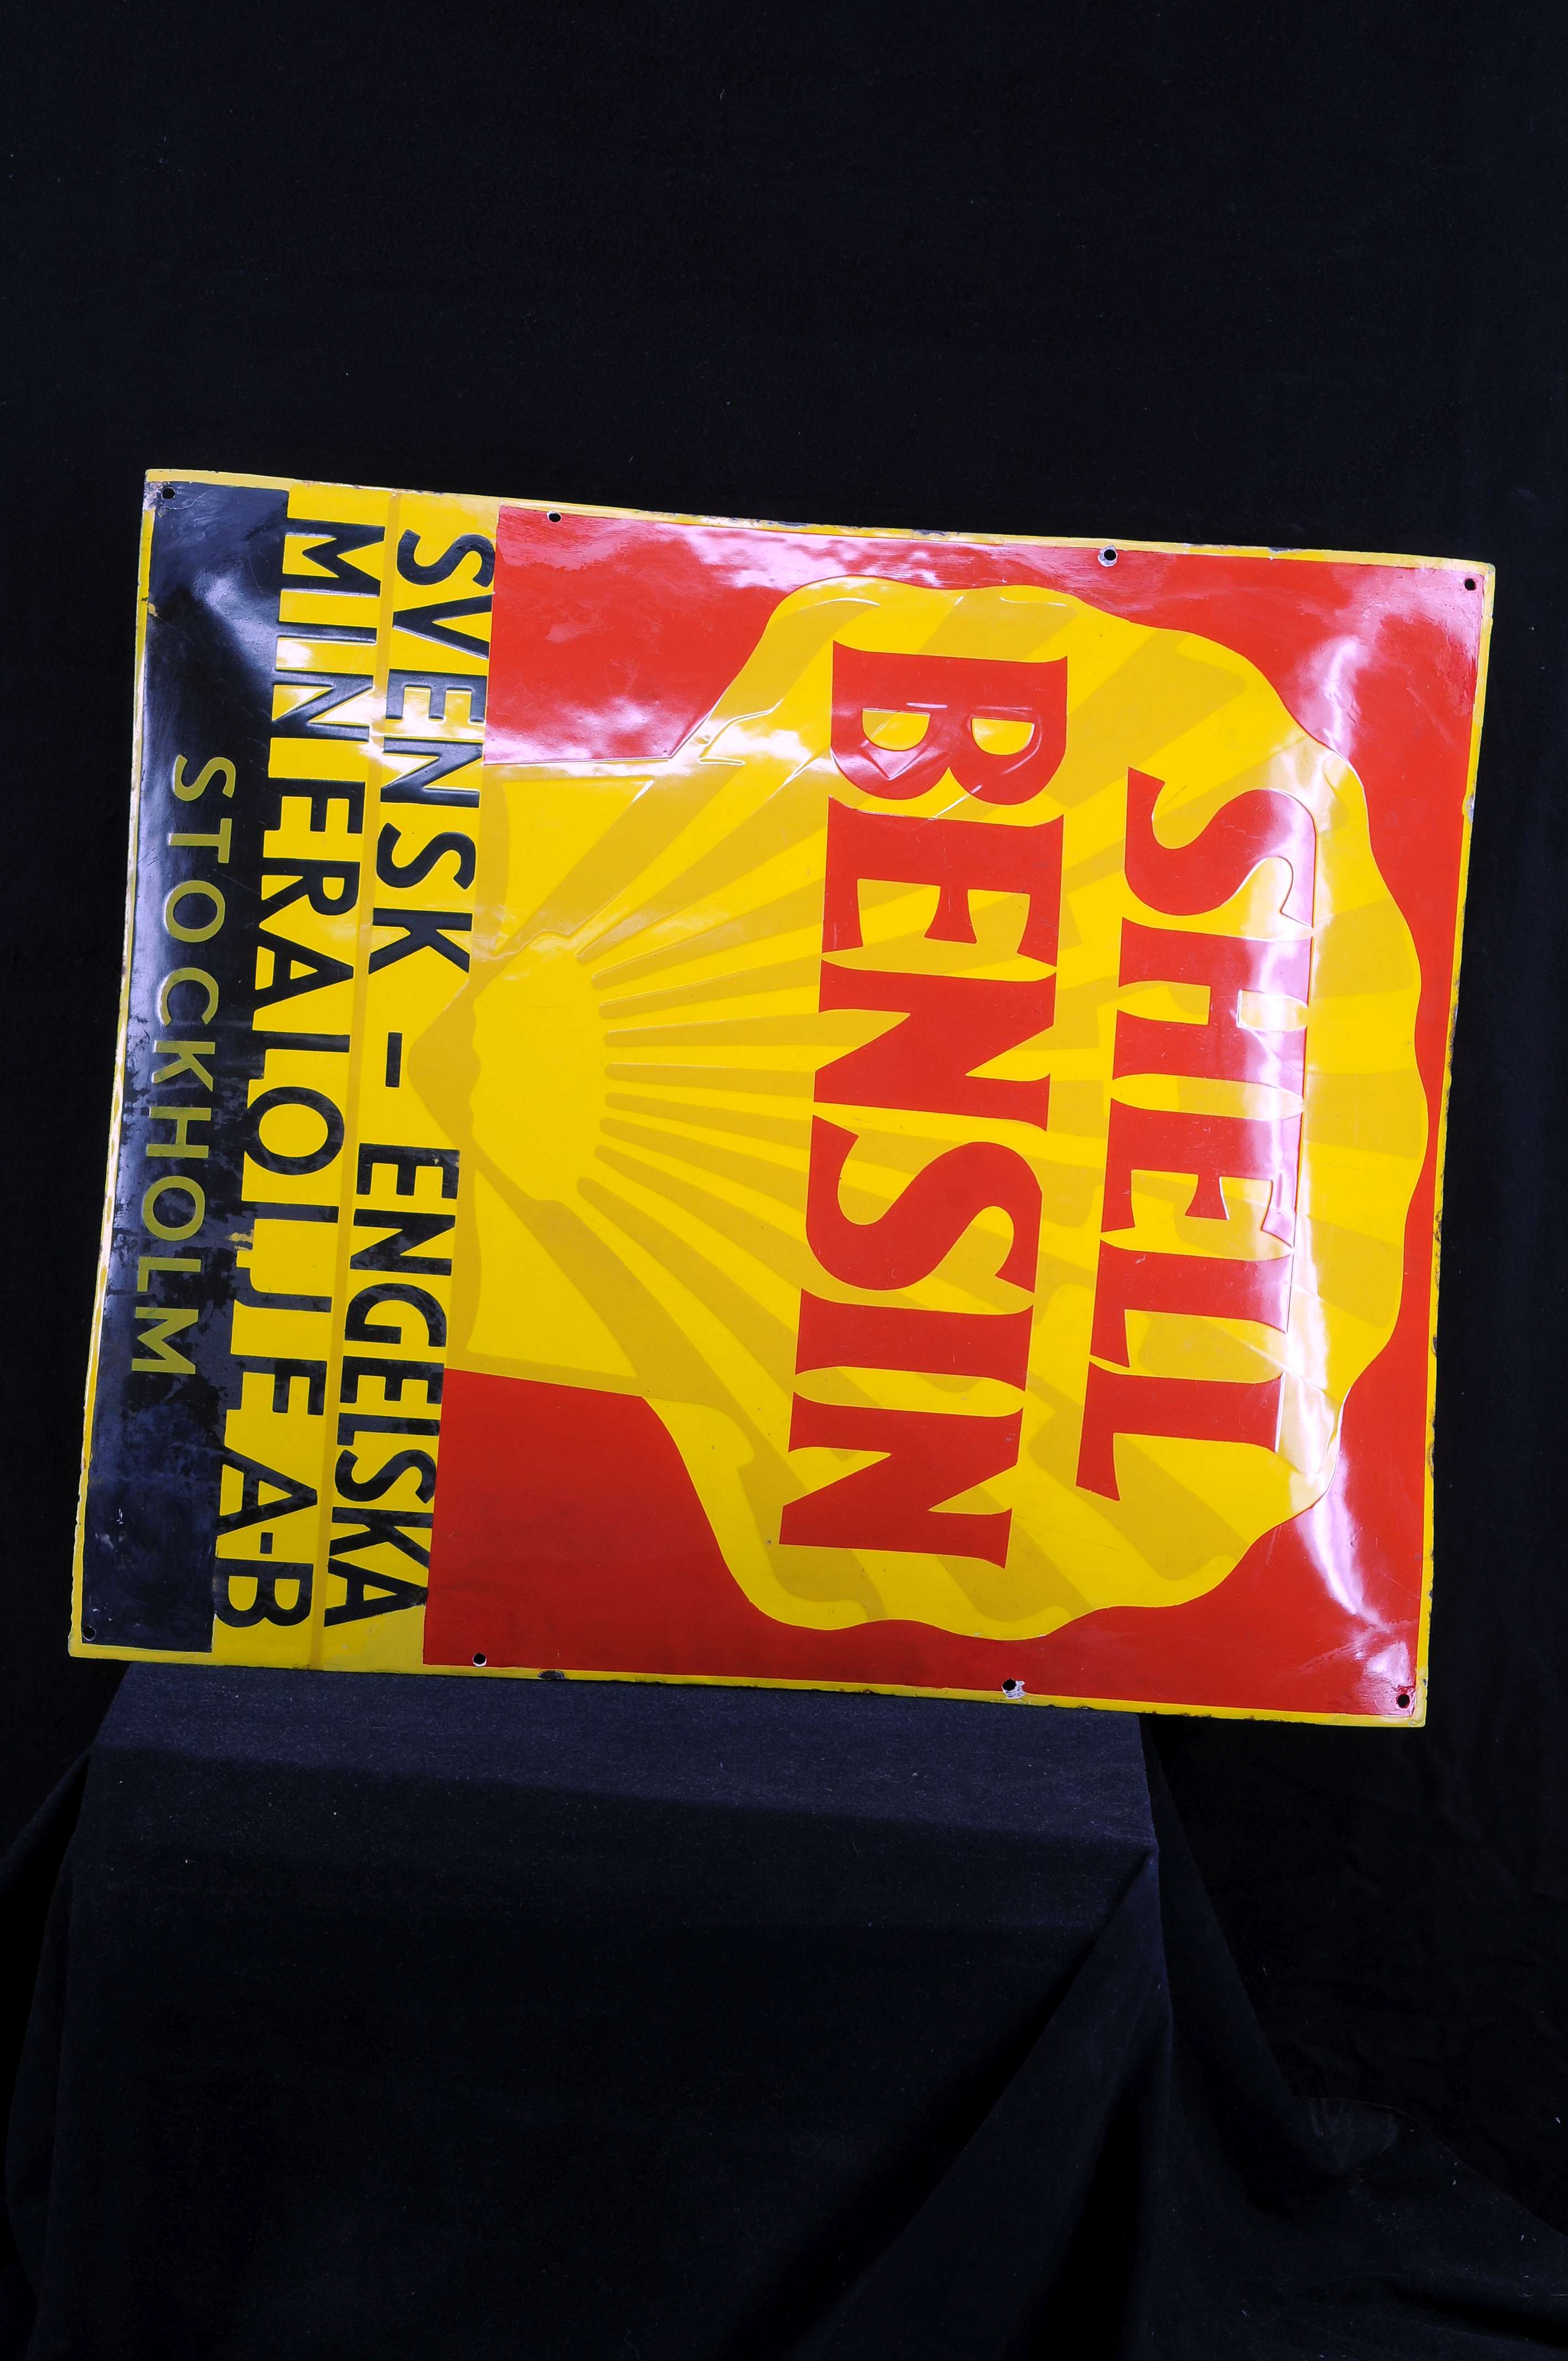 SHELL
BENSIN
SVENSK - ENGELSKA
MINERALOLJE A-B
STOCKHOLM